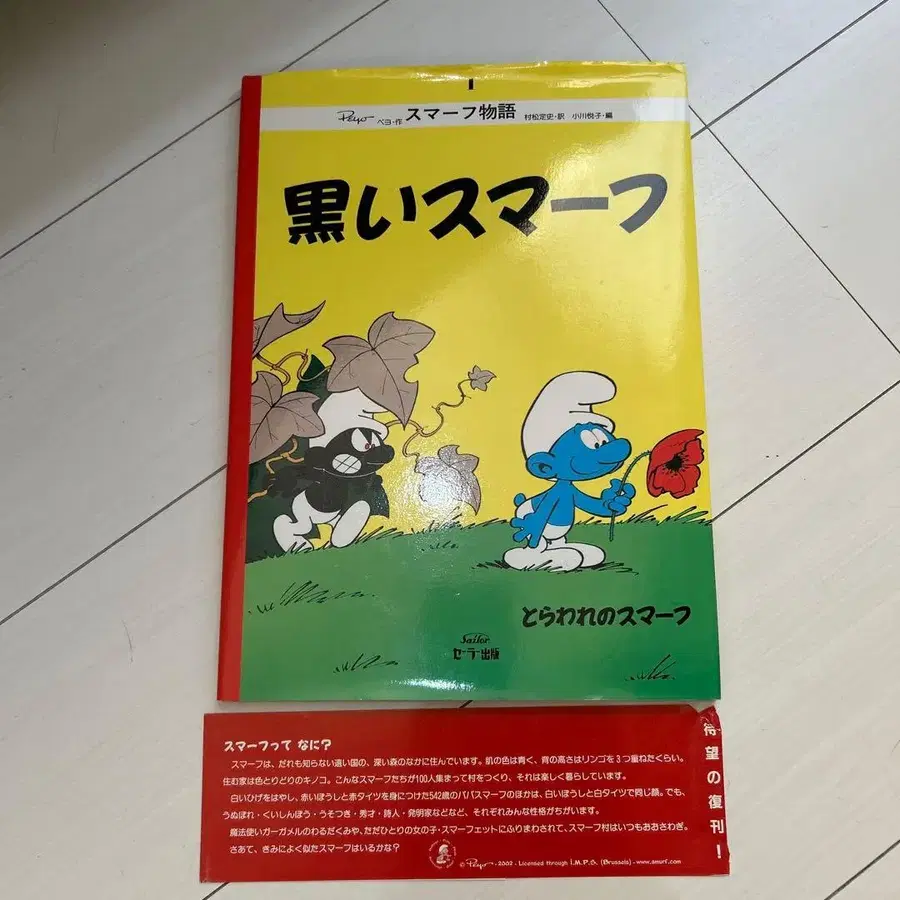 1
Peyo ペヨ・作 スマーフ物語 村松定史・訳 小川悦子・編
黒いスマーフ
とらわれのスマーフ
Sailor
セーラー出版
スマーフって なに?
スマーフは、だれも知らない遠い国の、深い森のなかに住んでいます。肌の色は青く、背の高さはリンゴを3つ重ねたくらい。
住む家は色とりどりのキノコ。こんなスマーフたちが100人集まって村をつくり、それは楽しく暮らしています。
白いひげをはやし、赤いぼうしと赤タイツを身につけた542歳のパパスマーフのほかは、白いぼうしと白タイツで同じ顔。でも、
うぬぼれ・くいしんぼう・うそつき・秀才・詩人・発明家などなど、それぞれみんな性格がちがいます。
魔法使いガーガメルのわるだくみや、ただひとりの女の子・スマーフェットにふりまわされて、スマーフ村はいつもおおさわぎ。
さあて、きみによく似たスマーフはいるかな?
© Peyo - 2002 - Licensed through I.M.P.S. (Brussels) - www.smurf.com
待望の復刊!